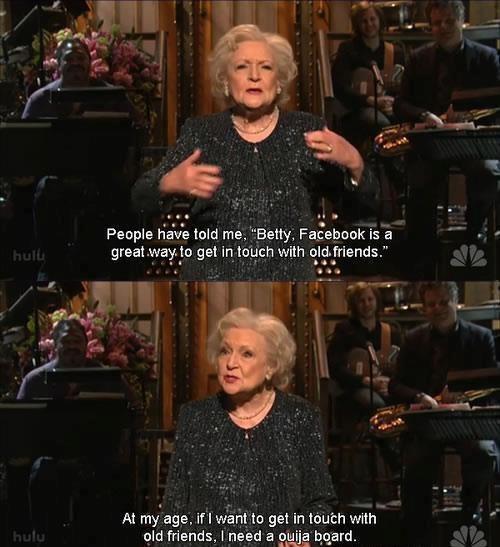 People have told me, "Betty, Facebook is a
great way to get in touch with old friends."
hulu
At my age, if I want to get in touch with
old friends, I need a ouija board.
hulu